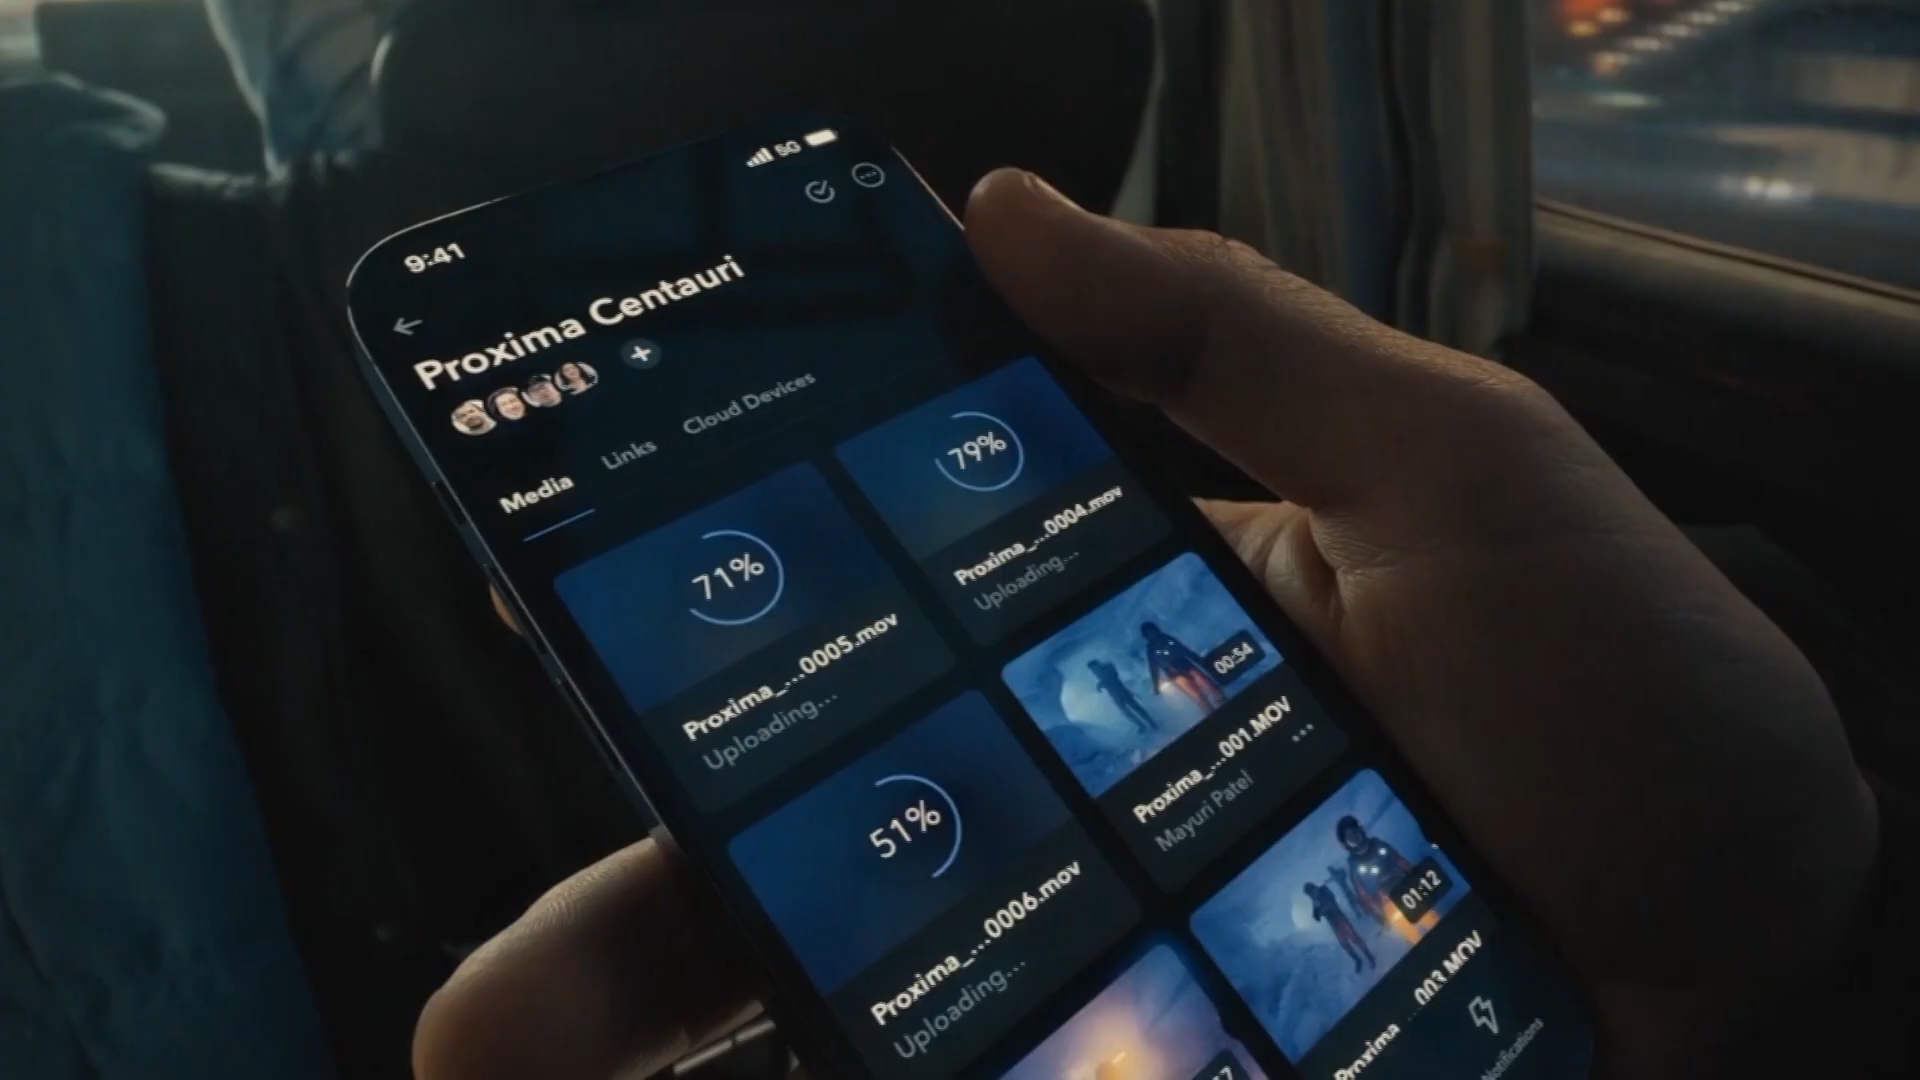 9:41
5G
Proxima Centauri
Media
Links
Cloud Devices
71%
Proxima_...0005.mov
Uploading...
79%
Proxima_...0004.mov
Uploading...
51%
Proxima_...0006.mov
Uploading...
00:54
Proxima_...001.MOV
Mayuri Patel
01:12
Proxima ...003.MOV
Notifications